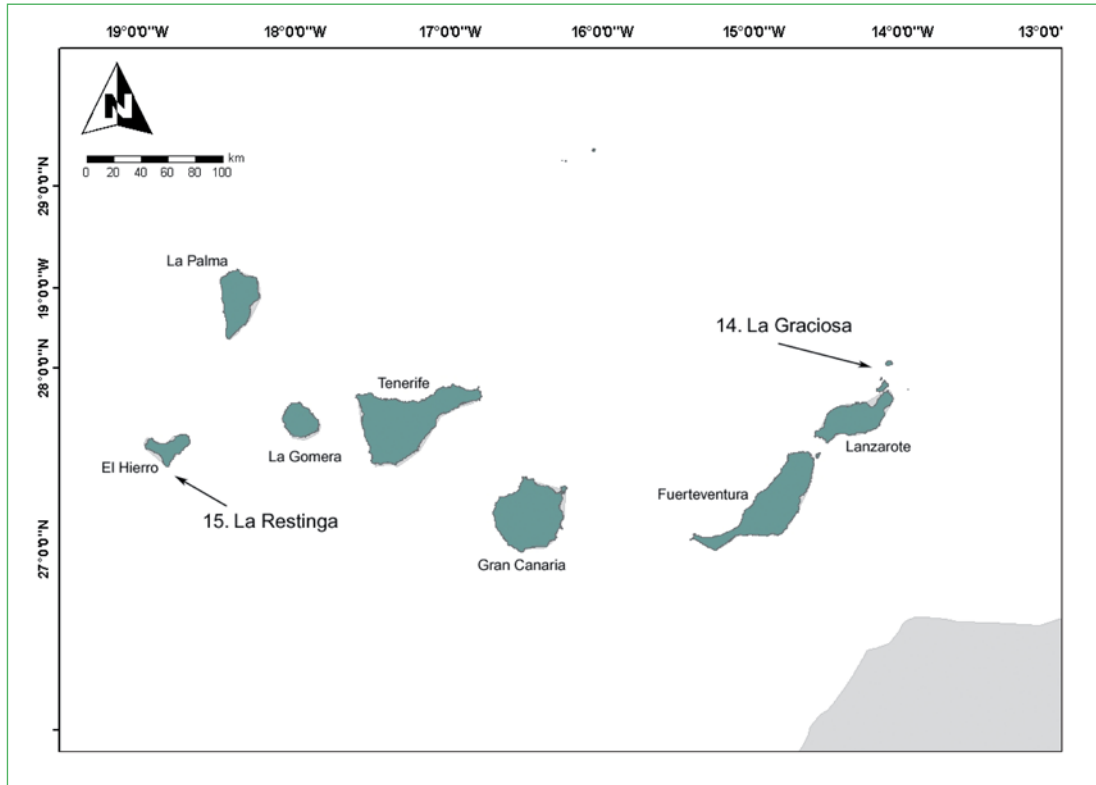 19°0'0"W 18°0'0"W 17°0'0"W 16°0'0"W 15°0'0"W 14°0'0"W 13°0'0"
N
km
0 20 40 60 80 100
29°0'0"N
La Palma
19°0'0"W
14. La Graciosa
28°0'0"N
Tenerife
Lanzarote
La Gomera
El Hierro
Fuerteventura
15. La Restinga
27°0'0"N
Gran Canaria